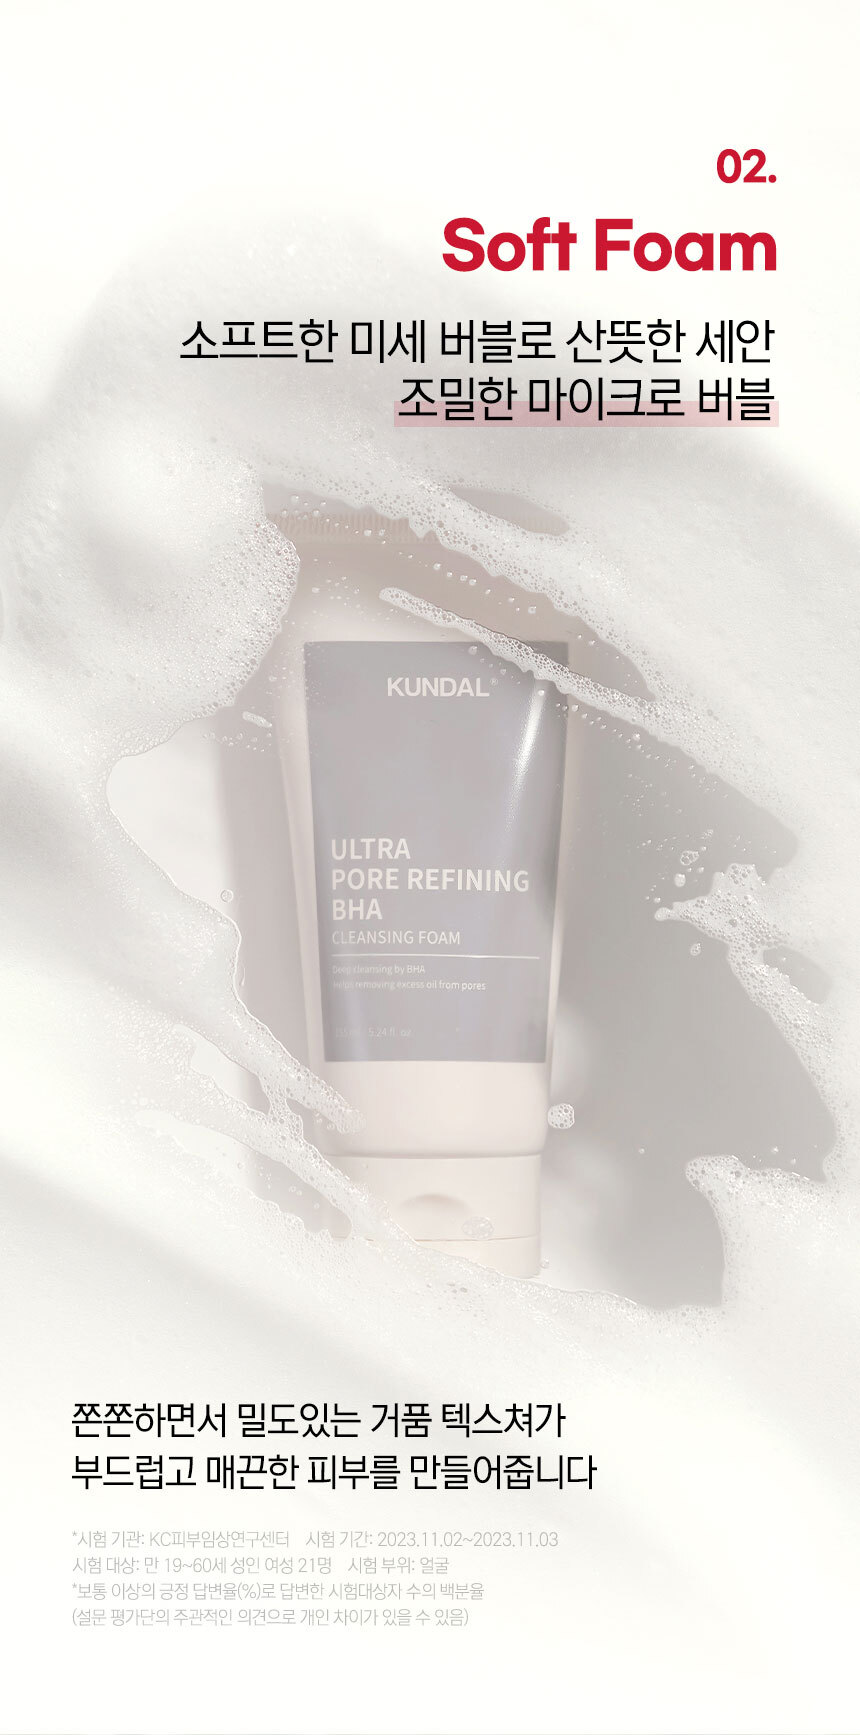 02.
Soft Foam
소프트한 미세 버블로 산뜻한 세안
조밀한 마이크로 버블
KUNDAL®
ULTRA
PORE REFINING
BHA
CLEANSING FOAM
Deep cleansing by BHA
Helps removing excess oil from pores
5.24 fl. oz
쫀쫀하면서 밀도있는 거품 텍스쳐가
부드럽고 매끈한 피부를 만들어줍니다
*시험 기관: KC피부임상연구센터 시험 기간: 2023.11.02~2023.11.03
시험 대상: 만 19~60세 성인 여성 21명 시험 부위: 얼굴
*보통 이상의 긍정 답변율(%)로 답변한 시험대상자 수의 백분율
(설문 평가단의 주관적인 의견으로 개인 차이가 있을 수 있음)